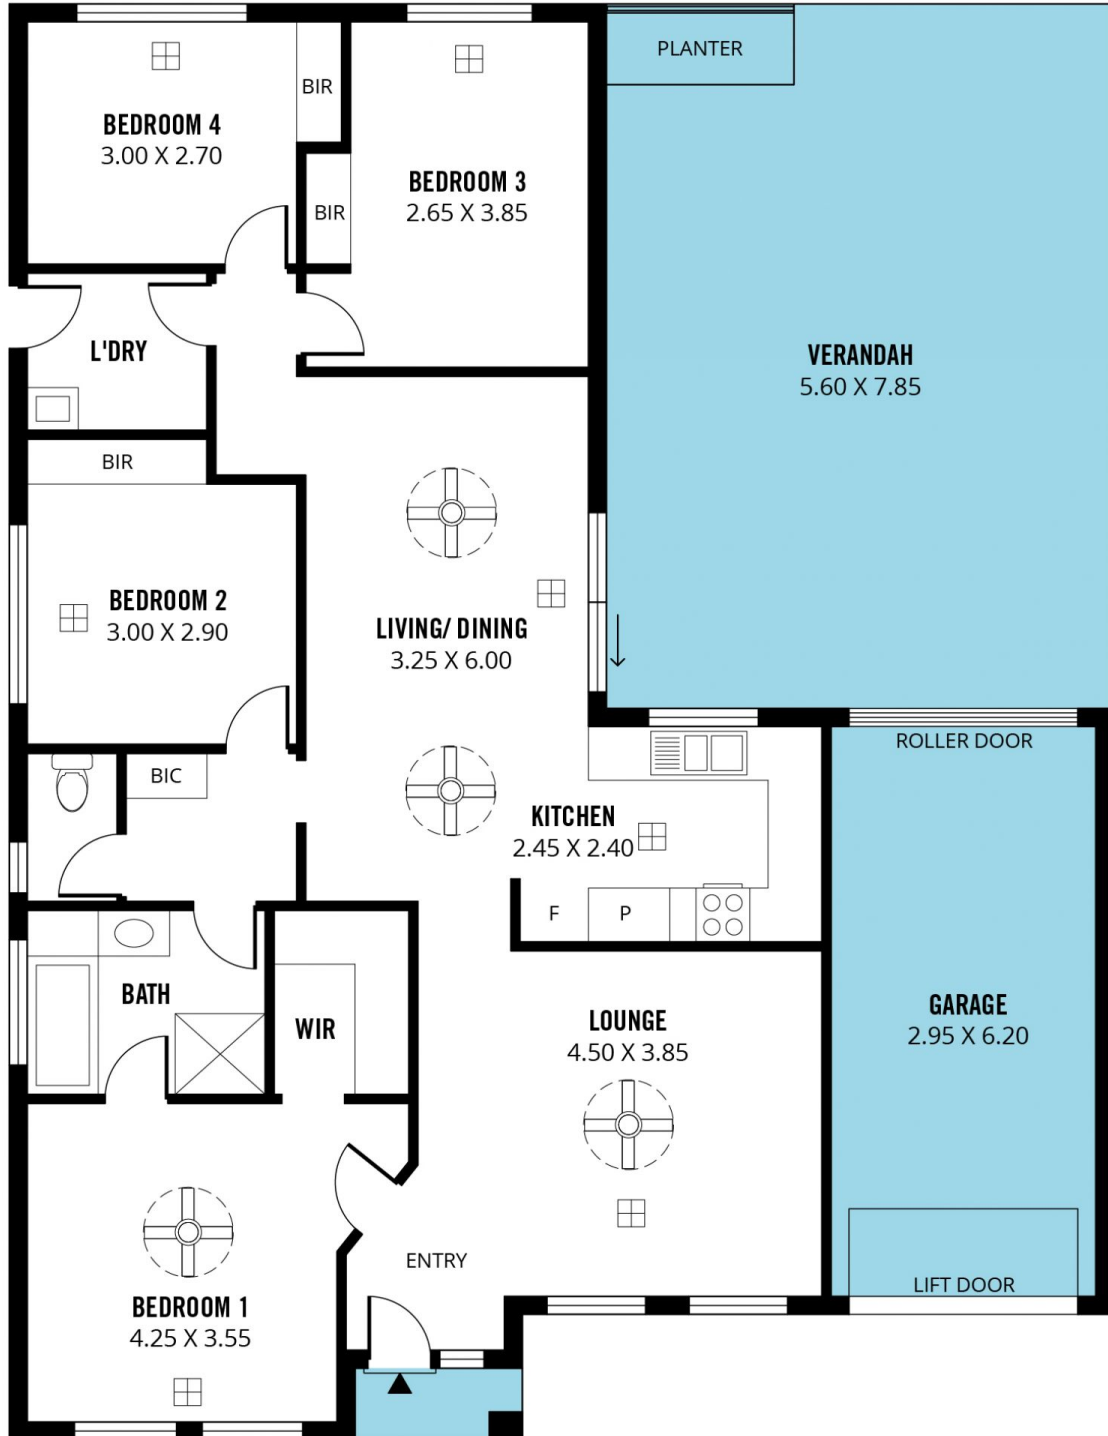 PLANTER
BIR
BEDROOM 4
3.00 X 2.70
BEDROOM 3
2.65 X 3.85
BIR
L'DRY
VERANDAH
5.60 X 7.85
BIR
BEDROOM 2
3.00 X 2.90
LIVING/ DINING
3.25 X 6.00
ROLLER DOOR
BIC
KITCHEN
2.45 X 2.40
F
P
BATH
WIR
LOUNGE
4.50 X 3.85
GARAGE
2.95 X 6.20
ENTRY
LIFT DOOR
BEDROOM 1
4.25 X 3.55